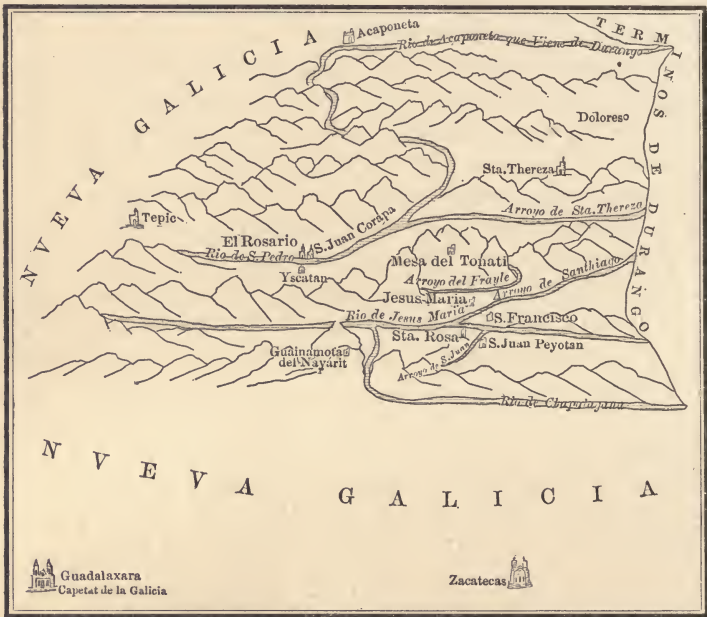 NVEVA GALICIA
TERMINOS DE DURANGO
Acaponeta
Rio de Acaponeta que Viene de Durango
Doloreso
Sta. Thereza
Arroyo de Sta. Thereza
Tepic
El Rosario
S. Juan Corapa
Rio de S. Pedro
Yscatan
Mesa del Tonati
Arroyo del Frayle
Arroyo de Santhiago
Jesus Maria
Rio de Jesus Maria
S. Francisco
Sta. Rosa
S. Juan Peyotan
Guainamota
del Nayarit
Arroyo de S. Juan
Rio de Chapalajana
NVEVA GALICIA
Guadalaxara
Capetat de la Galicia
Zacatecas